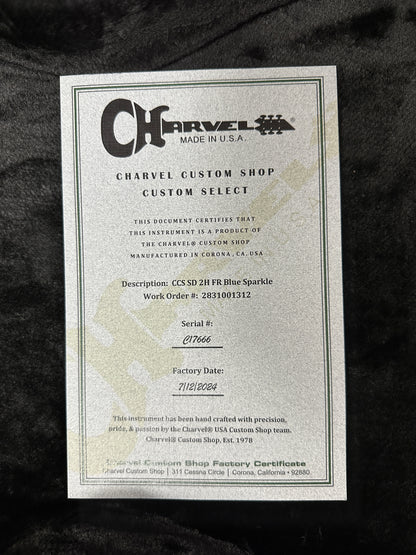 CHARVEL
MADE IN U.S.A.
CHARVEL CUSTOM SHOP
CUSTOM SELECT
THIS DOCUMENT CERTIFIES THAT
THIS INSTRUMENT IS A PRODUCT OF
THE CHARVEL® CUSTOM SHOP
MANUFACTURED IN CORONA, CA. USA
Description: CCS SD 2H FR Blue Sparkle
Work Order #: 2831001312
Serial #:
C17666
Factory Date:
7/12/2024
This instrument has been hand crafted with precision,
pride, & passion by the Charvel® USA Custom Shop team.
Charvel® Custom Shop, Est. 1978
Charvel Custom Shop Factory Certificate
Charvel Custom Shop | 311 Cessna Circle | Corona, California • 92880